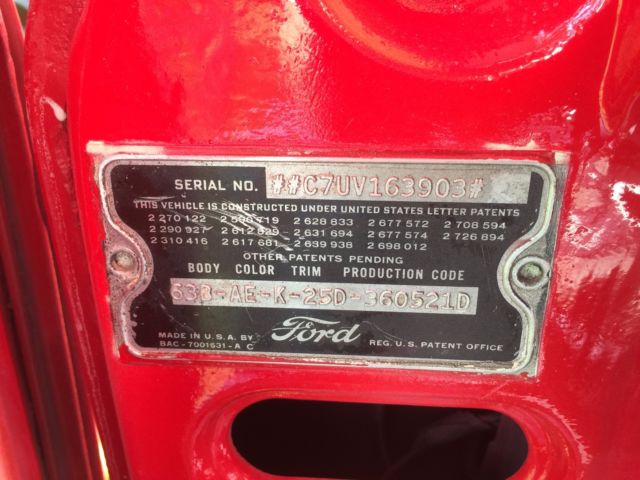 SERIAL NO. ##C7UV163903#
THIS VEHICLE IS CONSTRUCTED UNDER UNITED STATES LETTER PATENTS
2 270 122 2 628 833 2 677 572 2 708 594
2 290 927 2 612 829 2 631 694 2 677 574 2 726 894
2 310 416 2 617 681 2 639 938 2 698 012
OTHER PATENTS PENDING
BODY COLOR TRIM PRODUCTION CODE
63B-AE-K-25D-360521D
MADE IN U.S.A. BY Ford REG. U.S. PATENT OFFICE
BAC-7001531-A C